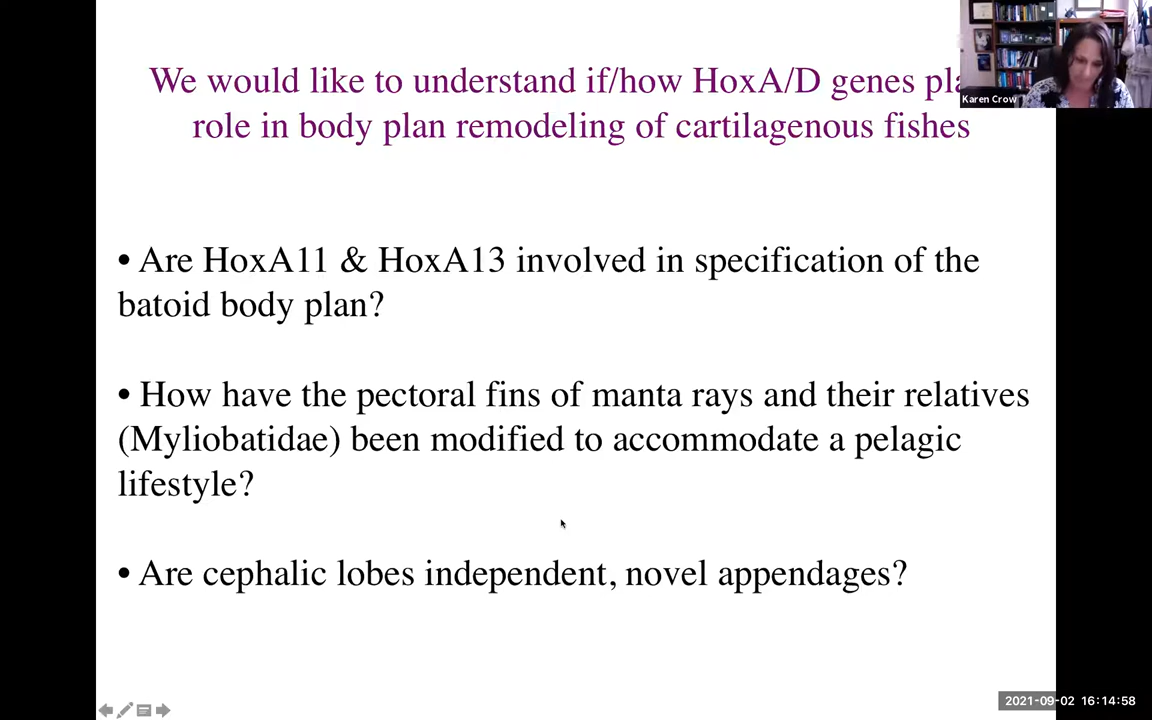 We would like to understand if/how HoxA/D genes
role in body plan remodeling of cartilagenous fishes
Karen Crow
• Are HoxA11 & HoxA13 involved in specification of the
batoid body plan?
• How have the pectoral fins of manta rays and their relatives
(Myliobatidae) been modified to accommodate a pelagic
lifestyle?
• Are cephalic lobes independent, novel appendages?
2021-09-02 16:14:58